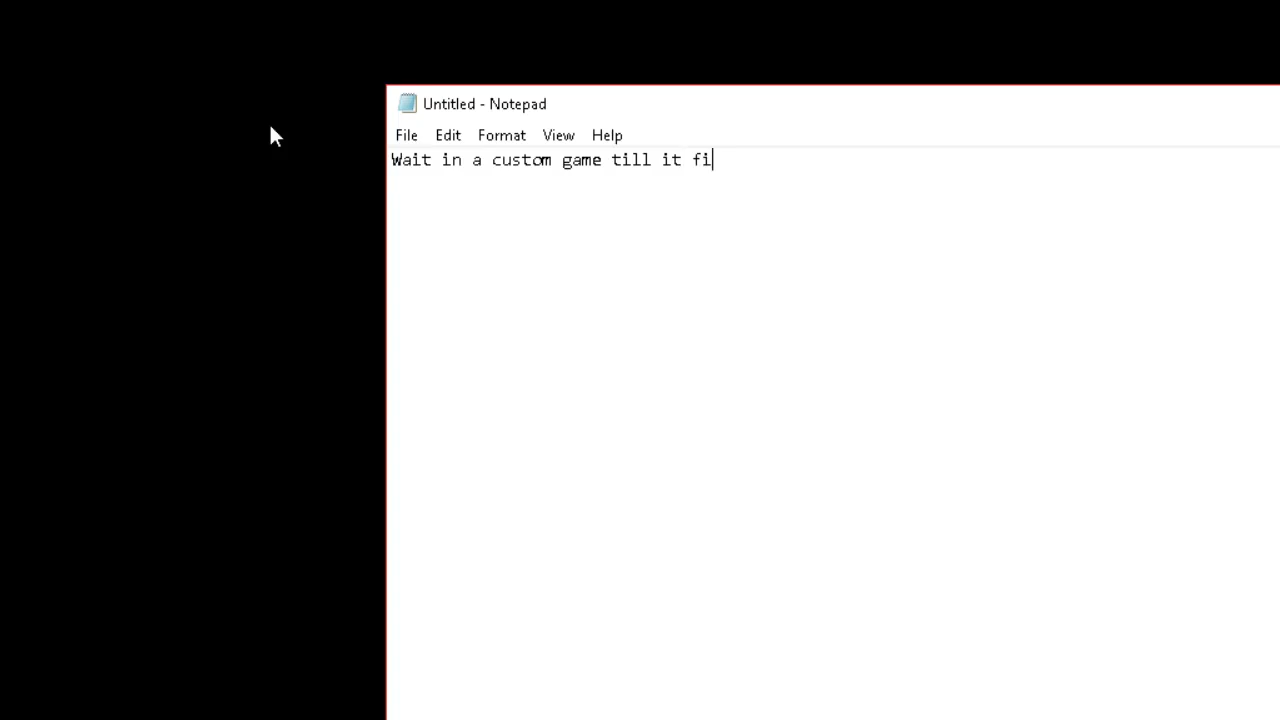 Untitled - Notepad
File Edit Format View Help
Wait in a custom game till it fi